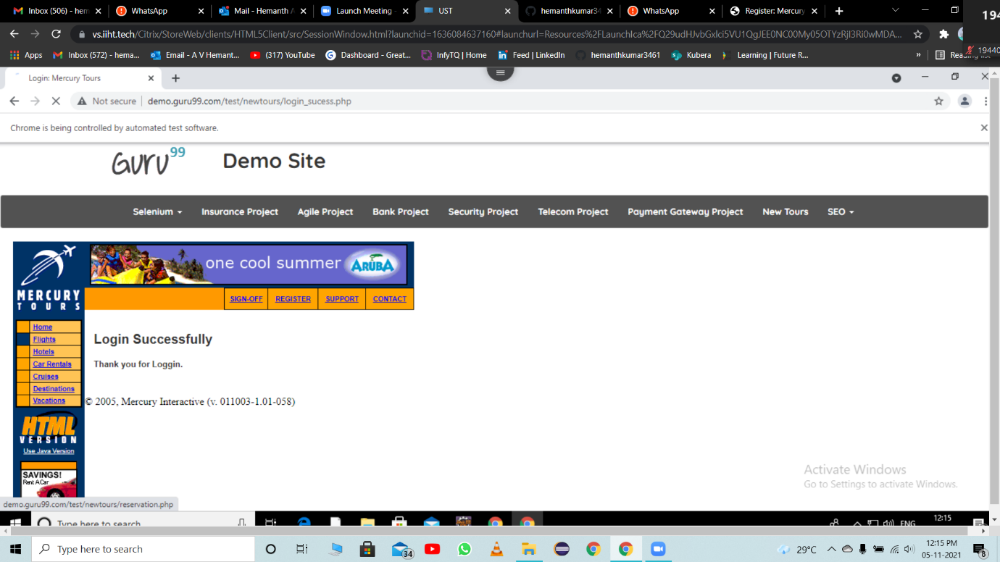 Inbox (506) - hem
WhatsApp
Mail - Hemanth A
Launch Meeting -
UST
hemanthkumar34
WhatsApp
Register: Mercury
194
vs.iiht.tech/Citrix/StoreWeb/clients/HTML5Client/src/SessionWindow.html?launchid=1636084637160#launchurl=Resources%2FLaunchIca%2FQ29udHJvbGxlci5VU1QgJEE0NC00My05OTYzRjI3Ri0wMDA...
Apps
Inbox (572) - hema...
Email - A V Hemant...
(317) YouTube
Dashboard - Great...
InfyTQ | Home
Feed | LinkedIn
hemanthkumar3461
Kubera
Learning | Future R...
»
Reading list
19440
Login: Mercury Tours
Not secure
demo.guru99.com/test/newtours/login_sucess.php
Chrome is being controlled by automated test software.
Guru99
Demo Site
Selenium
Insurance Project
Agile Project
Bank Project
Security Project
Telecom Project
Payment Gateway Project
New Tours
SEO
one cool summer
ARUBA
MERCURY
TOURS
SIGN-OFF
REGISTER
SUPPORT
CONTACT
Home
Flights
Hotels
Car Rentals
Cruises
Destinations
Vacations
Login Successfully
Thank you for Loggin.
© 2005, Mercury Interactive (v. 011003-1.01-058)
HTML
VERSION
Use Java Version
SAVINGS!
Rent A Car
Activate Windows
Go to Settings to activate Windows.
demo.guru99.com/test/newtours/reservation.php
Type here to search
ENG
12:15
Type here to search
34
29°C
12:15 PM
05-11-2021
8